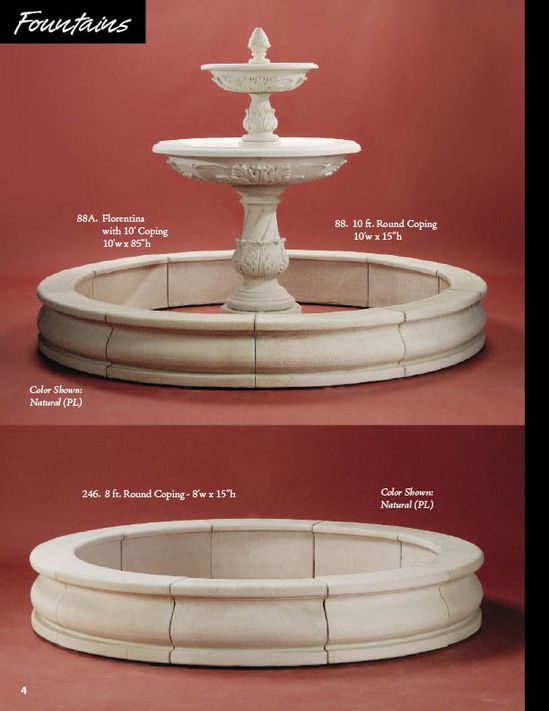 Fountains
88A. Florentina
with 10' Coping
10'w x 85"h
88. 10 ft. Round Coping
10'w x 15"h
Color Shown:
Natural (PL)
246. 8 ft. Round Coping - 8'w x 15"h
Color Shown:
Natural (PL)
4